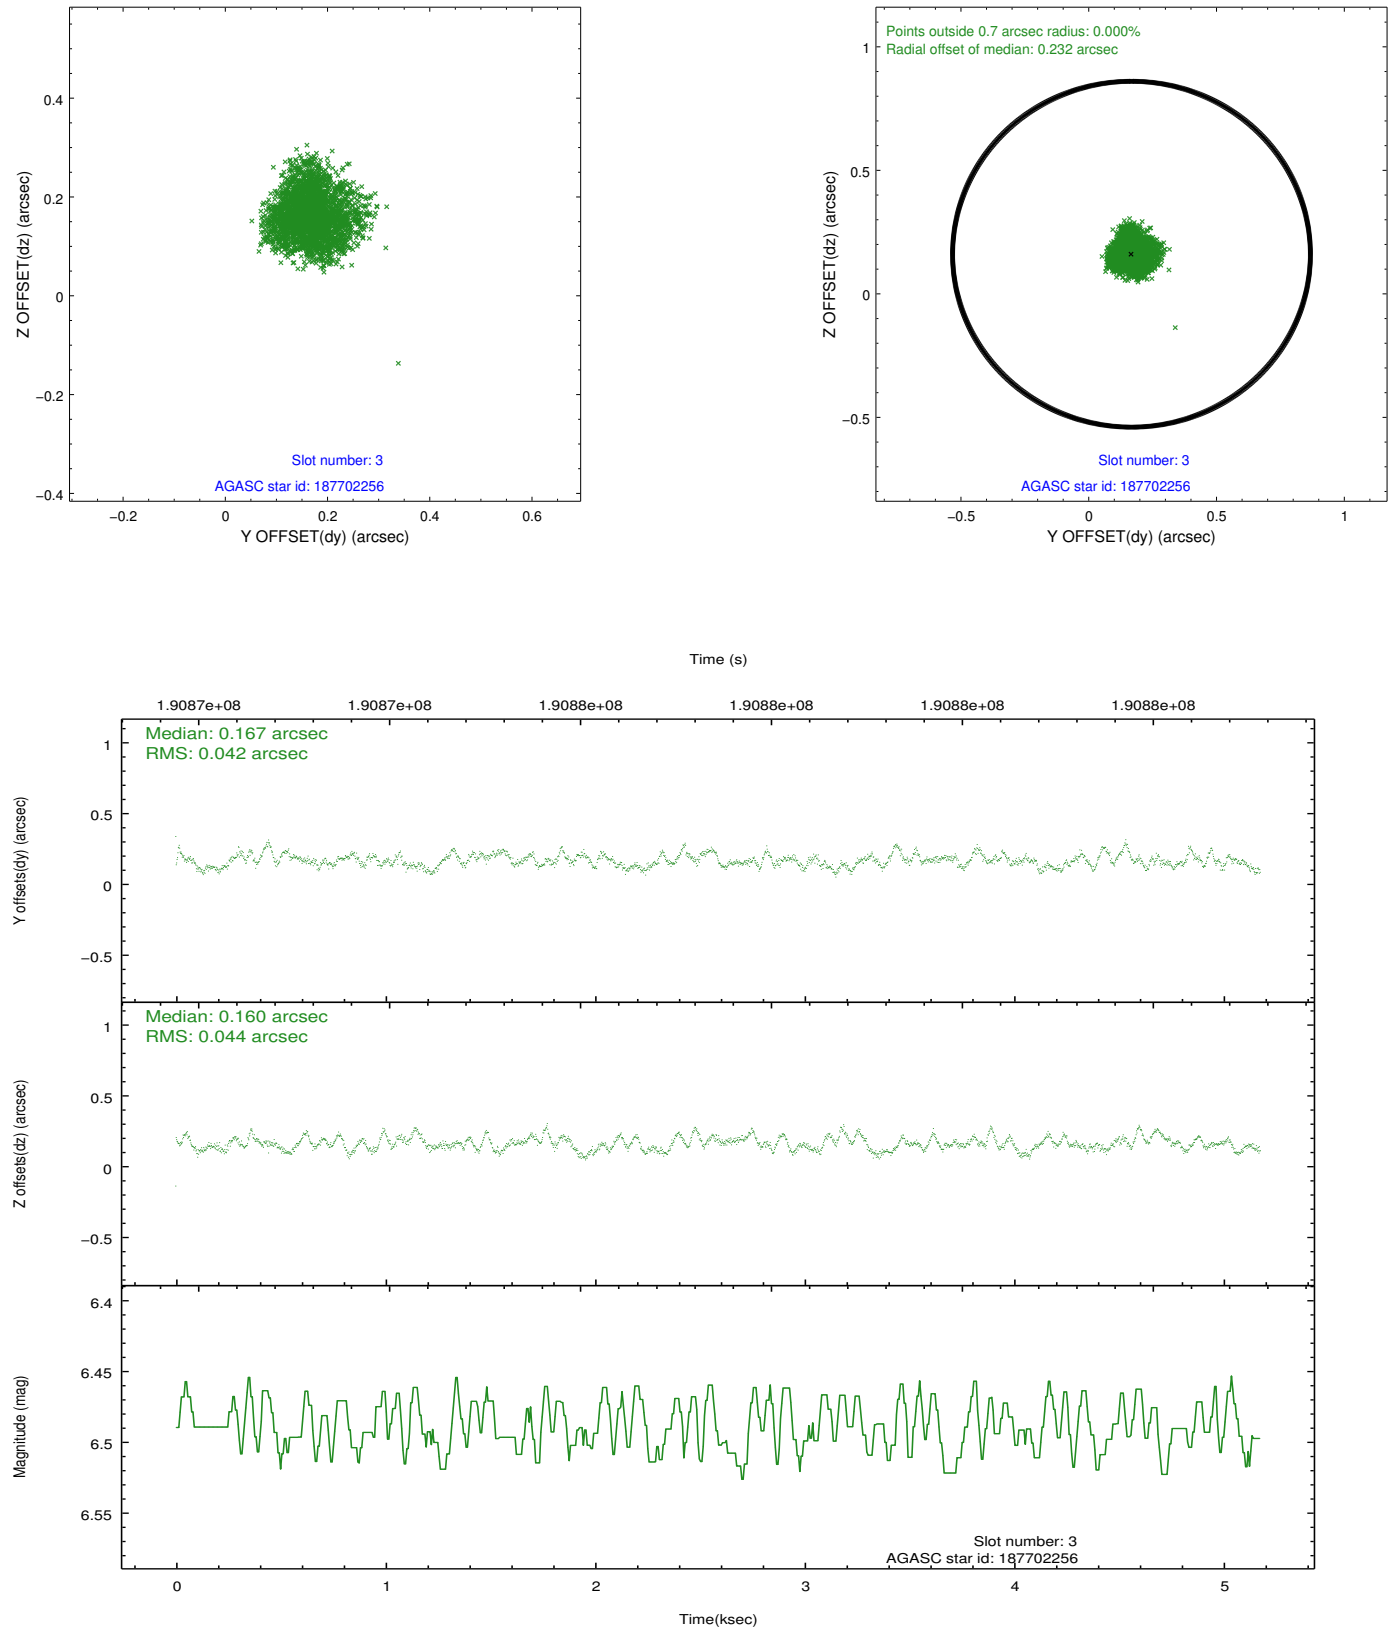 0.4
0.2
0
−0.2
−0.4
Z OFFSET(dz) (arcsec)
Slot number: 3
AGASC star id: 187702256
−0.2
0
0.2
0.4
0.6
Y OFFSET(dy) (arcsec)
Points outside 0.7 arcsec radius: 0.000%
Radial offset of median: 0.232 arcsec
1
0.5
0
−0.5
Z OFFSET(dz) (arcsec)
Slot number: 3
AGASC star id: 187702256
−0.5
0
0.5
1
Y OFFSET(dy) (arcsec)
Time (s)
1.9087e+08
1.9087e+08
1.9088e+08
1.9088e+08
1.9088e+08
1.9088e+08
Median: 0.167 arcsec
RMS: 0.042 arcsec
1
0.5
0
−0.5
Y offsets(dy) (arcsec)
Median: 0.160 arcsec
RMS: 0.044 arcsec
1
0.5
0
−0.5
Z offsets(dz) (arcsec)
6.4
6.45
6.5
6.55
Magnitude (mag)
Slot number: 3
AGASC star id: 187702256
0
1
2
3
4
5
Time(ksec)